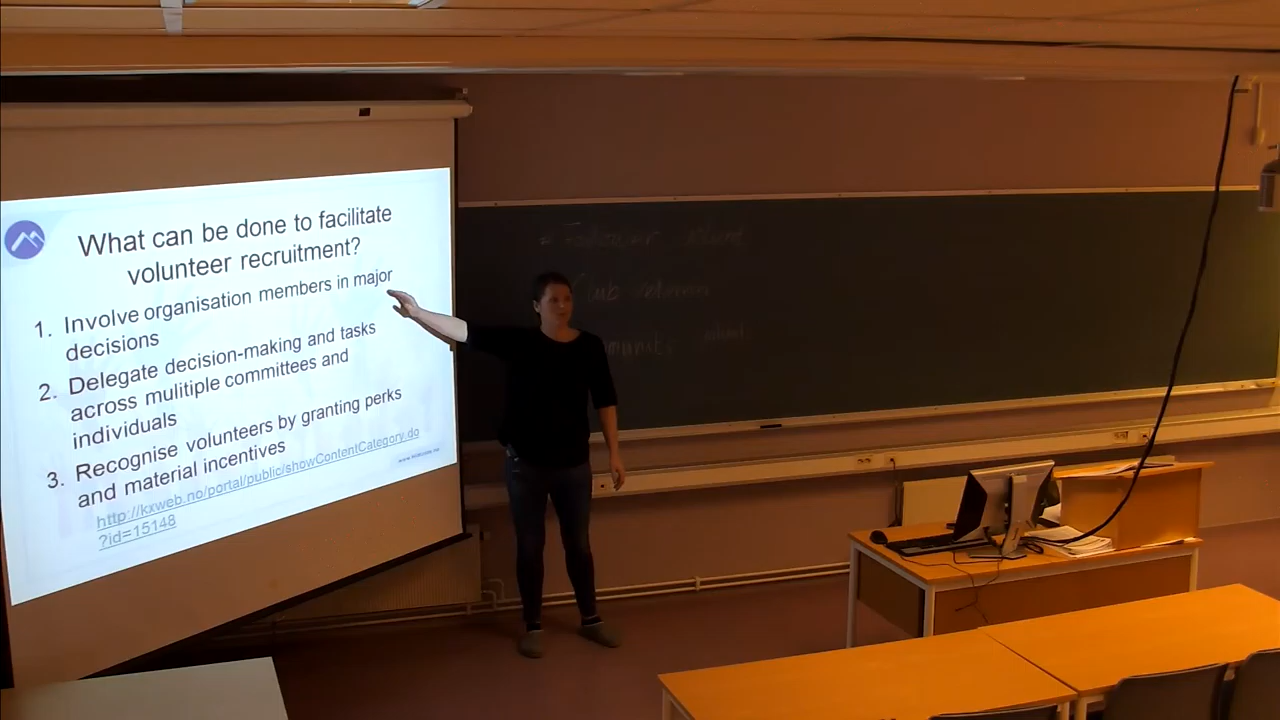 What can be done to facilitate
volunteer recruitment?
1. Involve organisation members in major
decisions
2. Delegate decision-making and tasks
across mulitiple committees and
individuals
3. Recognise volunteers by granting perks
and material incentives
http://kxweb.no/portal/public/showContentCategory.do
?id=15148
Club